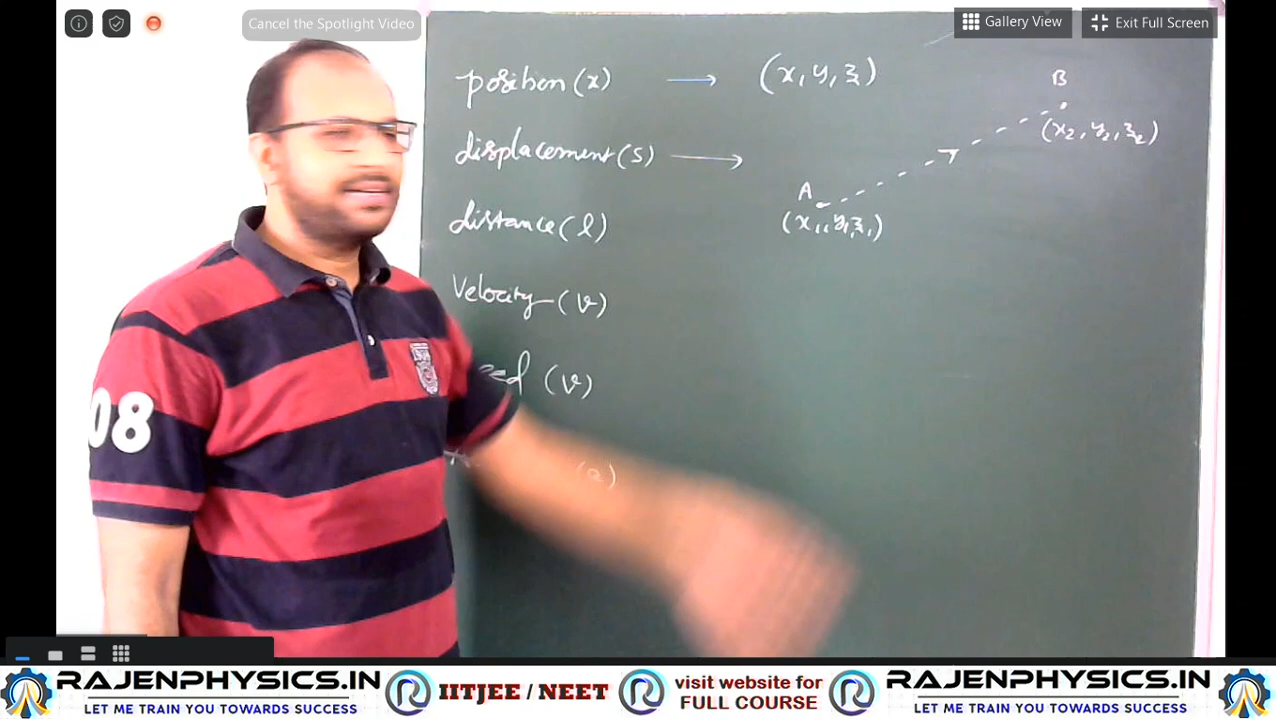 Cancel the Spotlight Video
Gallery View
Exit Full Screen
position (x) → (x, y, z)
displacement (s) →
B
(x₂, y₂, z₂)
A
(x₁, y₁, z₁)
distance (l)
Velocity (v)
(v)
(a)
08
RAJENPHYSICS.IN
LET ME TRAIN YOU TOWARDS SUCCESS
IITJEE / NEET
visit website for
FULL COURSE
RAJENPHYSICS.IN
LET ME TRAIN YOU TOWARDS SUCCESS